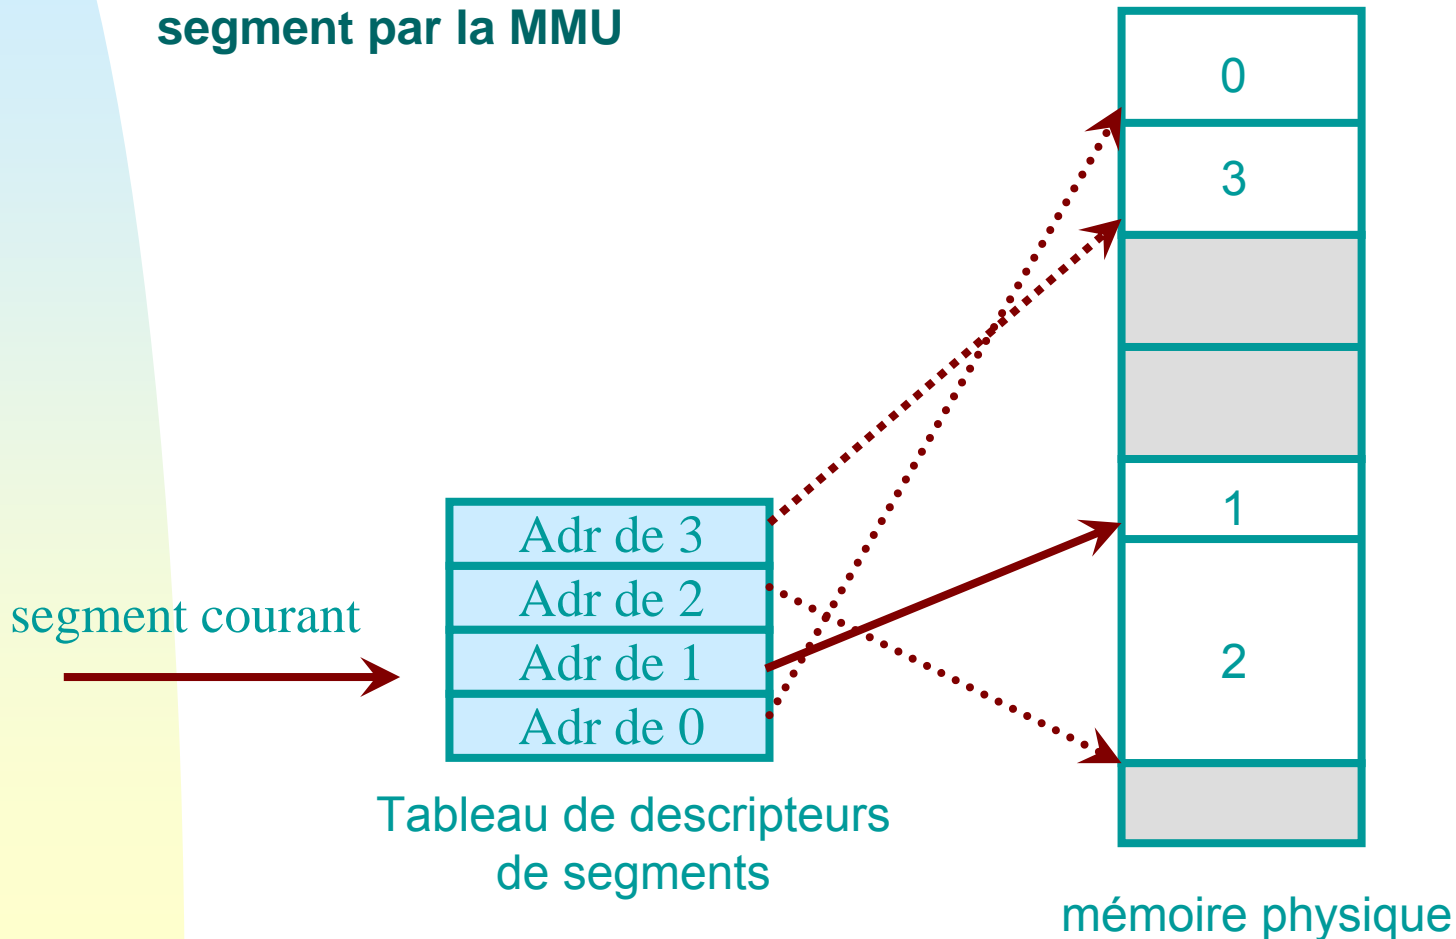 segment par la MMU
0
3
1
2
Adr de 3
Adr de 2
Adr de 1
Adr de 0
segment courant
Tableau de descripteurs
de segments
mémoire physique